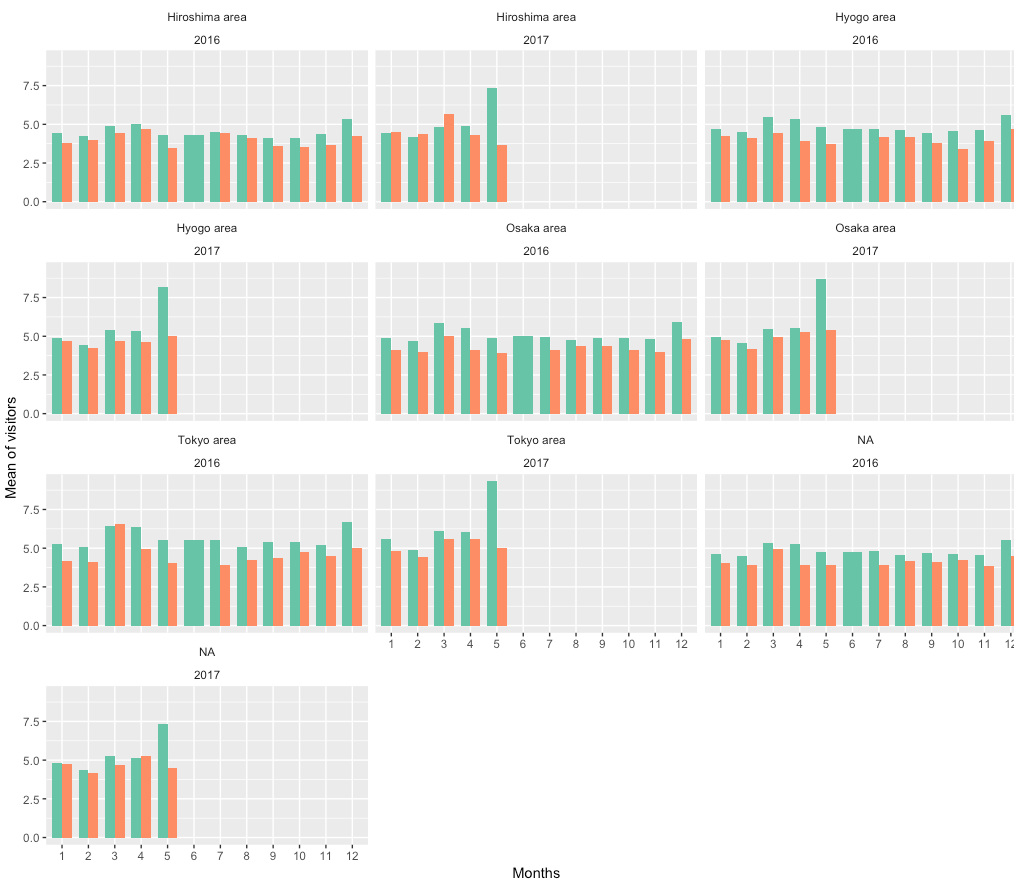 Hiroshima area
2016
Hiroshima area
2017
Hyogo area
2016
7.5
5.0
2.5
0.0
Hyogo area
2017
Osaka area
2016
Osaka area
2017
7.5
5.0
2.5
0.0
Mean of visitors
Tokyo area
2016
Tokyo area
2017
NA
2016
7.5
5.0
2.5
0.0
1 2 3 4 5 6 7 8 9 10 11 12
1 2 3 4 5 6 7 8 9 10 11 12
NA
2017
7.5
5.0
2.5
0.0
1 2 3 4 5 6 7 8 9 10 11 12
Months